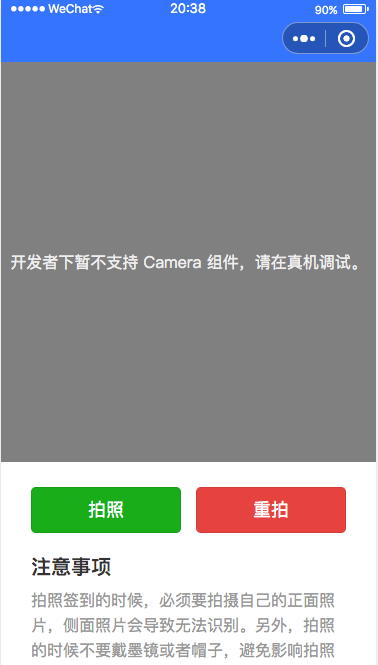 WeChat 20:38 90%
开发者下暂不支持 Camera 组件，请在真机调试。
拍照 重拍
注意事项
拍照签到的时候，必须要拍摄自己的正面照
片，侧面照片会导致无法识别。另外，拍照
的时候不要戴墨镜或者帽子，避免影响拍照